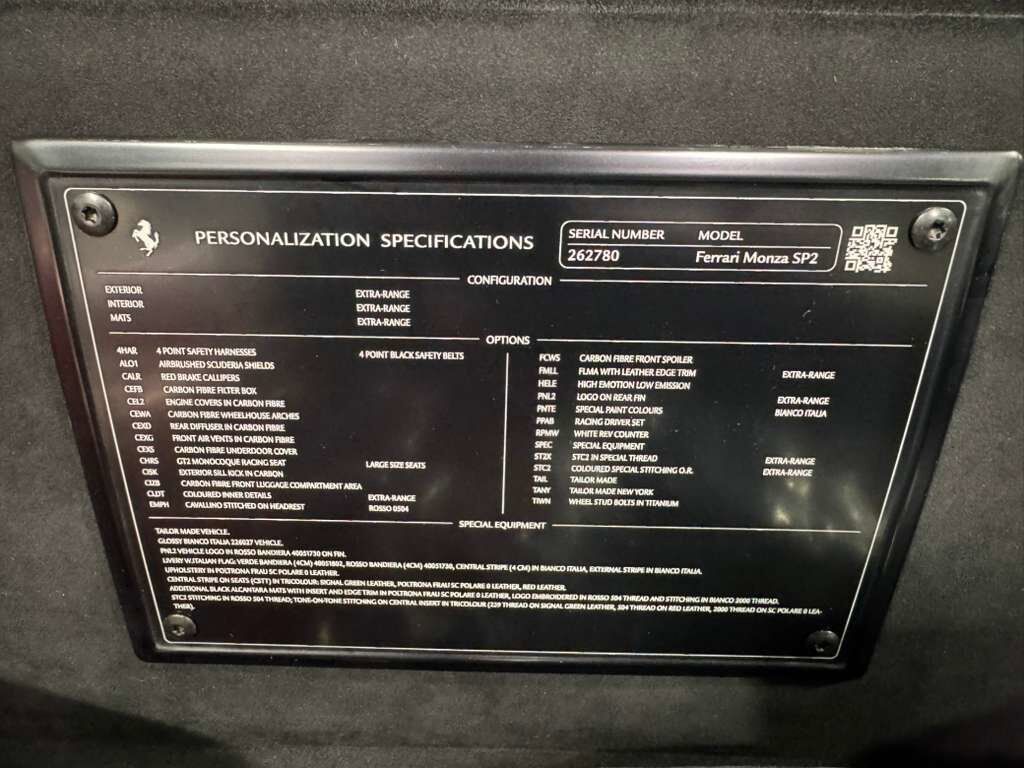 PERSONALIZATION SPECIFICATIONS
SERIAL NUMBER MODEL
262780 Ferrari Monza SP2
CONFIGURATION
EXTERIOR EXTRA-RANGE
INTERIOR EXTRA-RANGE
MATS EXTRA-RANGE
OPTIONS
4HAR 4 POINT SAFETY HARNESSES 4 POINT BLACK SAFETY BELTS
ALO1 AIRBRUSHED SCUDERIA SHIELDS
CALR RED BRAKE CALLIPERS
CEFB CARBON FIBRE FILTER BOX
CEL2 ENGINE COVERS IN CARBON FIBRE
CEWA CARBON FIBRE WHEELHOUSE ARCHES
CEXD REAR DIFFUSER IN CARBON FIBRE
CEXG FRONT AIR VENTS IN CARBON FIBRE
CEXS CARBON FIBRE UNDERDOOR COVER
CHRS GT2 MONOCOQUE RACING SEAT LARGE SIZE SEATS
CISK EXTERIOR SILL KICK IN CARBON
CIZB CARBON FIBRE FRONT LUGGAGE COMPARTMENT AREA
CLDT COLOURED INNER DETAILS EXTRA-RANGE
EMPH CAVALLINO STITCHED ON HEADREST ROSSO 0504
FCWS CARBON FIBRE FRONT SPOILER
FMLL FLMA WITH LEATHER EDGE TRIM EXTRA-RANGE
HELE HIGH EMOTION LOW EMISSION
PNL2 LOGO ON REAR FIN EXTRA-RANGE
PNTE SPECIAL PAINT COLOURS BIANCO ITALIA
PPAB RACING DRIVER SET
RPMW WHITE REV COUNTER
SPEC SPECIAL EQUIPMENT
ST2X STC2 IN SPECIAL THREAD EXTRA-RANGE
STC2 COLOURED SPECIAL STITCHING O.R. EXTRA-RANGE
TAIL TAILOR MADE
TANY TAILOR MADE NEW YORK
TIWN WHEEL STUD BOLTS IN TITANIUM
SPECIAL EQUIPMENT
TAILOR MADE VEHICLE.
GLOSSY BIANCO ITALIA 226027 VEHICLE.
PNL2 VEHICLE LOGO IN ROSSO BANDIERA 40051730 ON FIN.
LIVERY W.ITALIAN FLAG: VERDE BANDIERA (4CM) 40051802, ROSSO BANDIERA (4CM) 40051730, CENTRAL STRIPE (4 CM) IN BIANCO ITALIA, EXTERNAL STRIPE IN BIANCO ITALIA.
UPHOLSTERY IN POLTRONA FRAU SC POLARE 0 LEATHER.
CENTRAL STRIPE ON SEATS (CST1) IN TRICOLOUR: SIGNAL GREEN LEATHER, POLTRONA FRAU SC POLARE 0 LEATHER, RED LEATHER.
ADDITIONAL BLACK ALCANTARA MATS WITH INSERT AND EDGE TRIM IN POLTRONA FRAU SC POLARE 0 LEATHER, LOGO EMBROIDERED IN ROSSO 504 THREAD AND STITCHING IN BIANCO 2000 THREAD.
STC2 STITCHING IN ROSSO 504 THREAD; TONE-ON-TONE STITCHING ON CENTRAL INSERT IN TRICOLOUR (229 THREAD ON SIGNAL GREEN LEATHER, 504 THREAD ON RED LEATHER, 2000 THREAD ON SC POLARE 0 LEA-
THER).